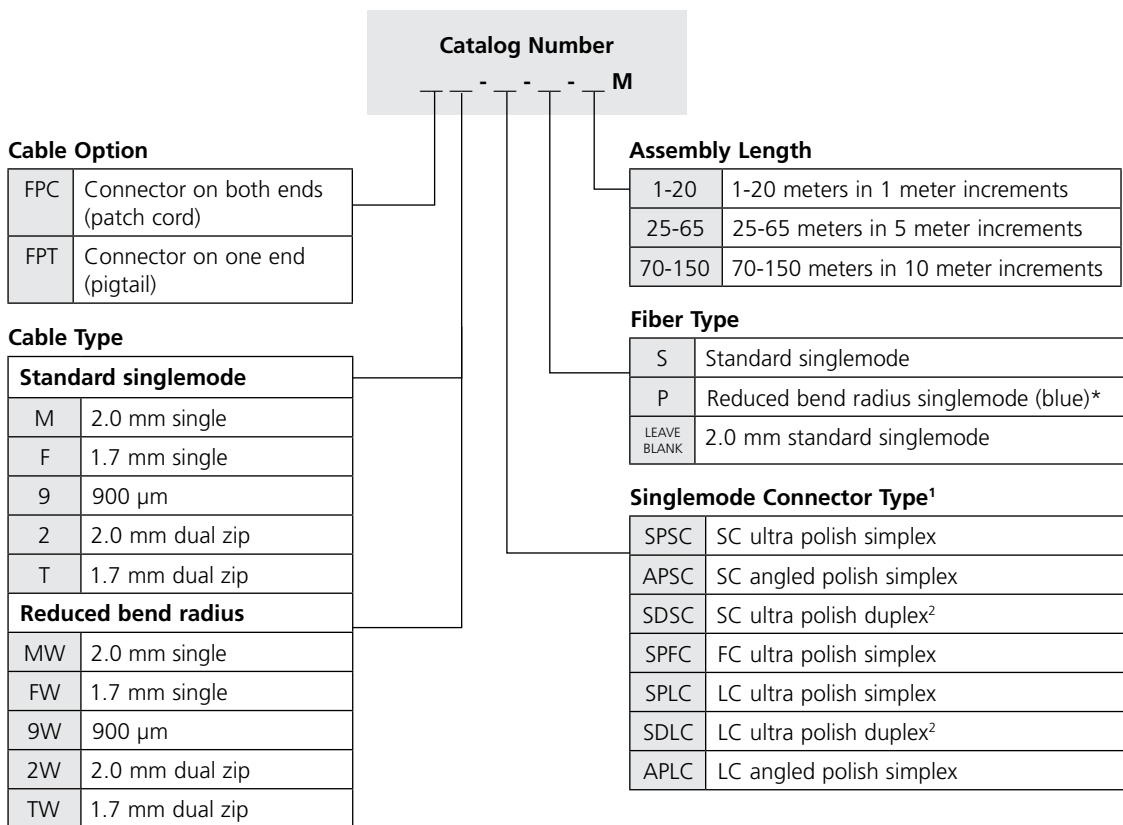 Catalog Number
__ __ - __ - __ - __ M
Cable Option
FPC Connector on both ends
(patch cord)
FPT Connector on one end
(pigtail)
Cable Type
Standard singlemode
M 2.0 mm single
F 1.7 mm single
9 900 µm
2 2.0 mm dual zip
T 1.7 mm dual zip
Reduced bend radius
MW 2.0 mm single
FW 1.7 mm single
9W 900 µm
2W 2.0 mm dual zip
TW 1.7 mm dual zip
Assembly Length
1-20 1-20 meters in 1 meter increments
25-65 25-65 meters in 5 meter increments
70-150 70-150 meters in 10 meter increments
Fiber Type
S Standard singlemode
P Reduced bend radius singlemode (blue)*
LEAVE
BLANK 2.0 mm standard singlemode
Singlemode Connector Type¹
SPSC SC ultra polish simplex
APSC SC angled polish simplex
SDSC SC ultra polish duplex²
SPFC FC ultra polish simplex
SPLC LC ultra polish simplex
SDLC LC ultra polish duplex²
APLC LC angled polish simplex